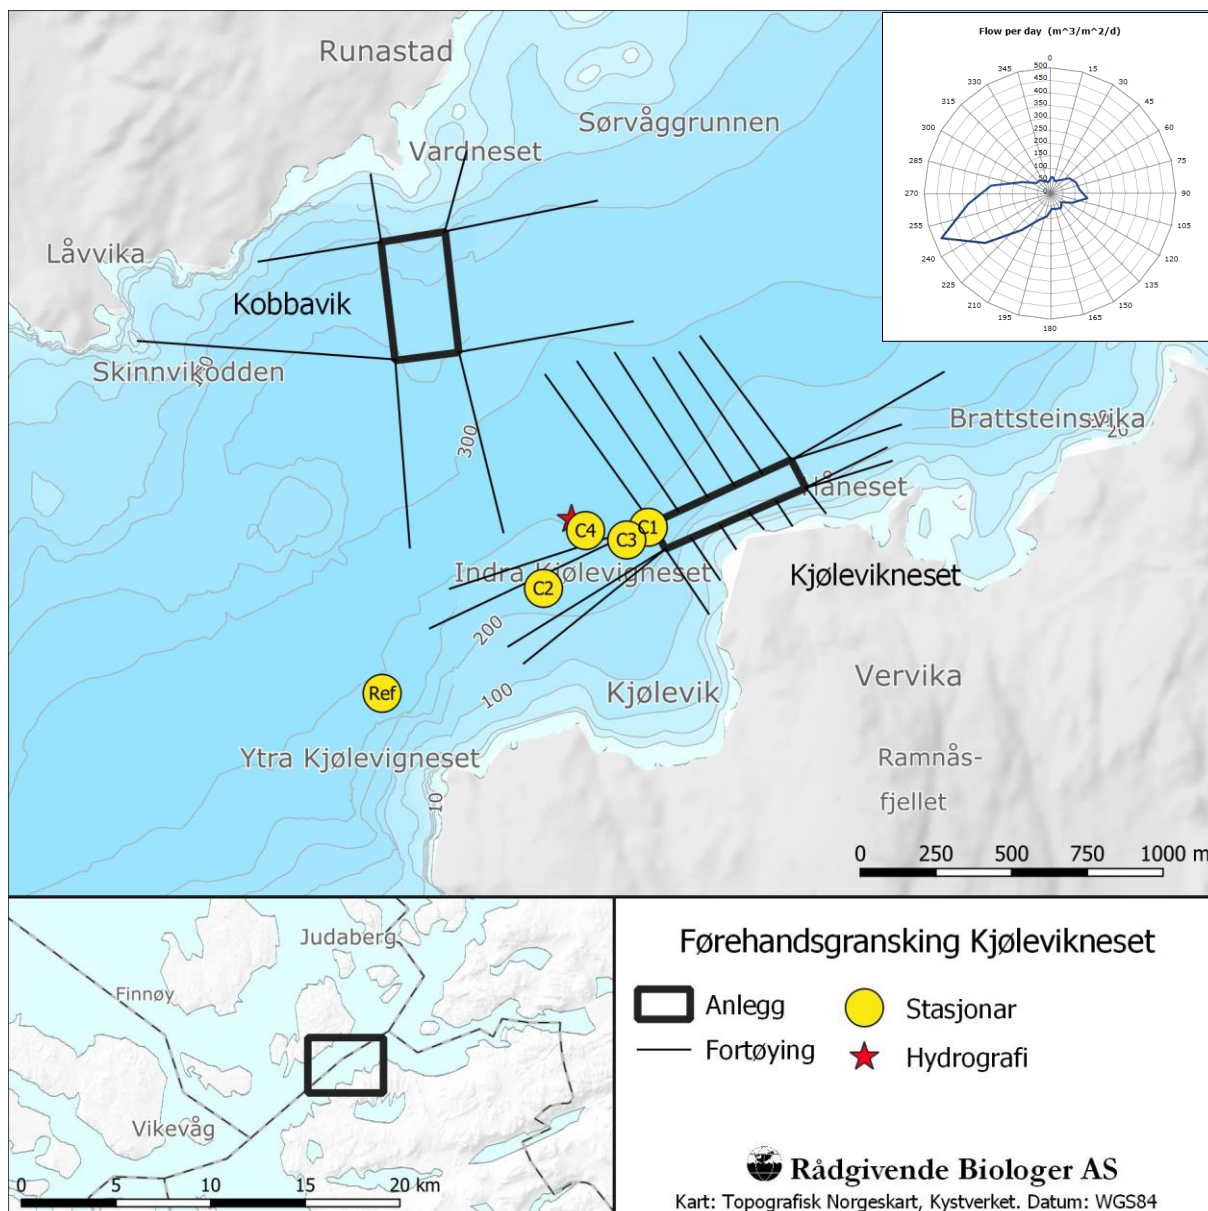 Runastad
Sørvåggrunnen
Vardneset
Låvvika
Kobbavik
Skinnvikodden
300
Brattsteinsvika
20
Håneset
C4
C1
C3
Indra Kjølevigneset
Kjølevikneset
C2
200
Vervika
Ref
100
Kjølevik
Ytra Kjølevigneset
Ramnås-
fjellet
10
0 250 500 750 1000 m
Flow per day (m^3/m^2/d)
0
345 15
330 30
315 45
300 60
285 75
270 90
255 105
240 120
225 135
210 150
195 165
180
500
450
400
350
300
250
200
150
100
50
0
Judaberg
Finnøy
Vikevåg
0 5 10 15 20 km
Førehandsgransking Kjølevikneset
Anlegg
Stasjonar
Fortøying
Hydrografi
Rådgivende Biologer AS
Kart: Topografisk Norgeskart, Kystverket. Datum: WGS84